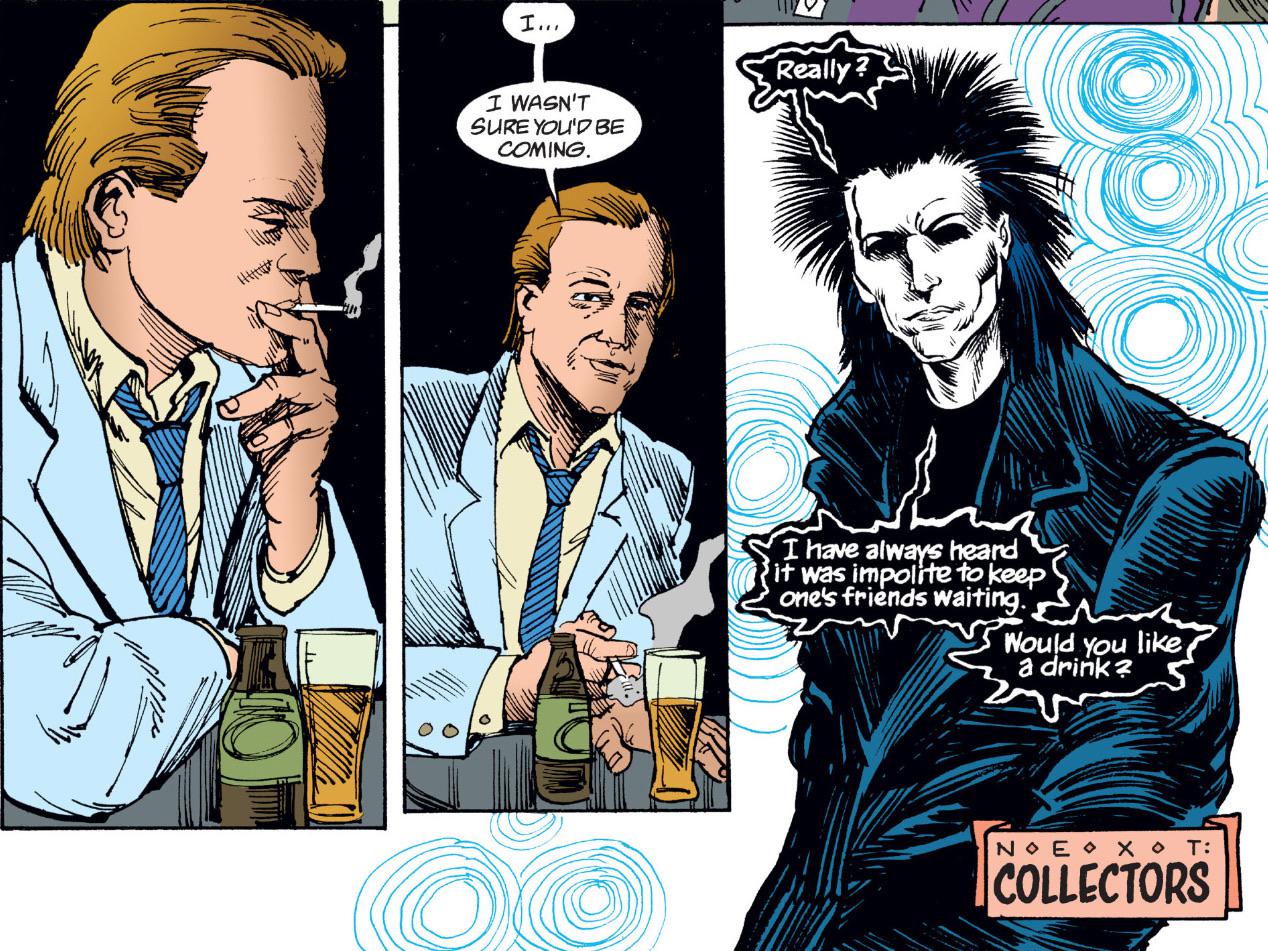 I...
I WASN'T
SURE YOU'D BE
COMING.
Really?
I have always heard
it was impolite to keep
one's friends waiting.
Would you like
a drink?
N◇E◇X◇T:
COLLECTORS